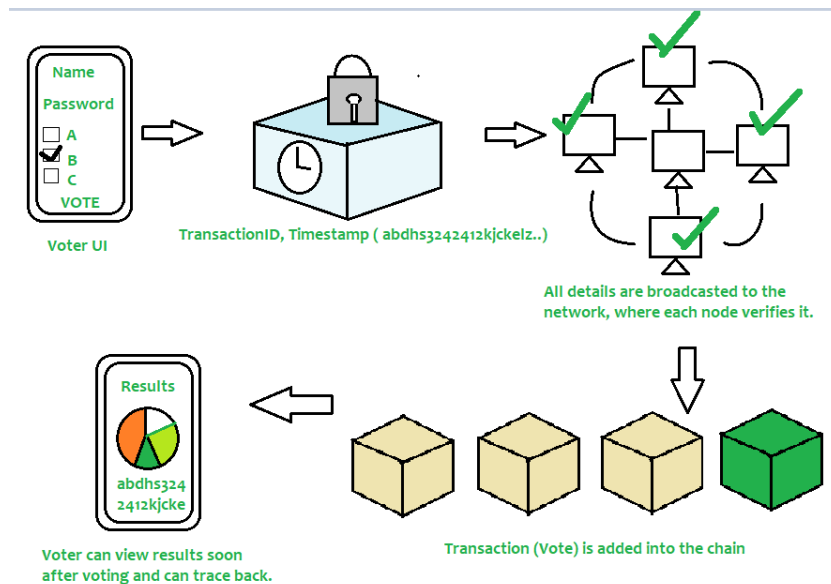 Name
Password
A
B
C
VOTE
Voter UI
TransactionID, Timestamp ( abdhs3242412kjckelz..)
All details are broadcasted to the
network, where each node verifies it.
Results
abdhs324
2412kjcke
Voter can view results soon
after voting and can trace back.
Transaction (Vote) is added into the chain